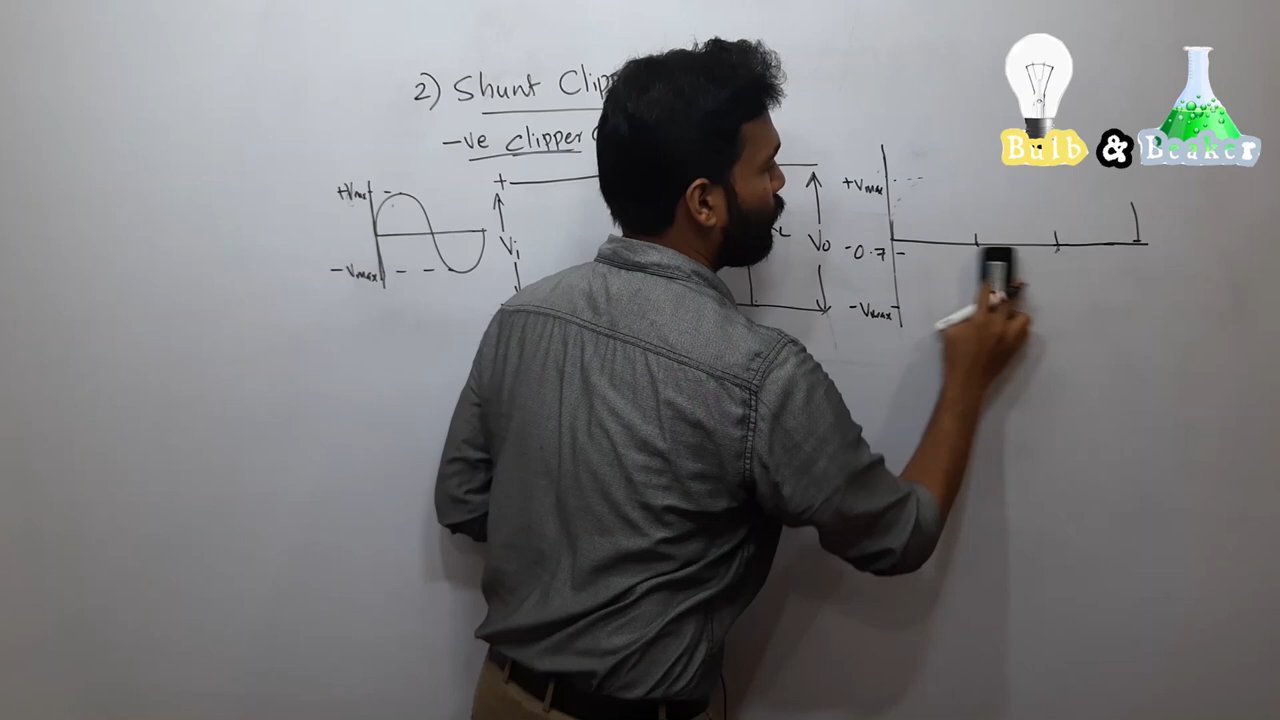 2) Shunt Clip
-ve clipper
+Vmax
-Vmax
+
Vi
Vo
+Vmax
-0.7
-Vmax
Bulb & Beaker